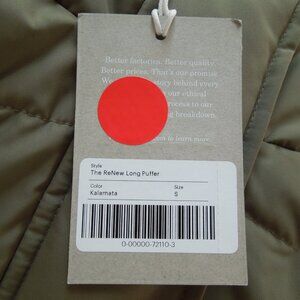 Better factories. Better quality.
Better prices. That's our promise.
We story behind every
our ethical
process to our
breakdown.
to learn more.
Style
The ReNew Long Puffer
Color Size
Kalamata S
0-00000-72110-3